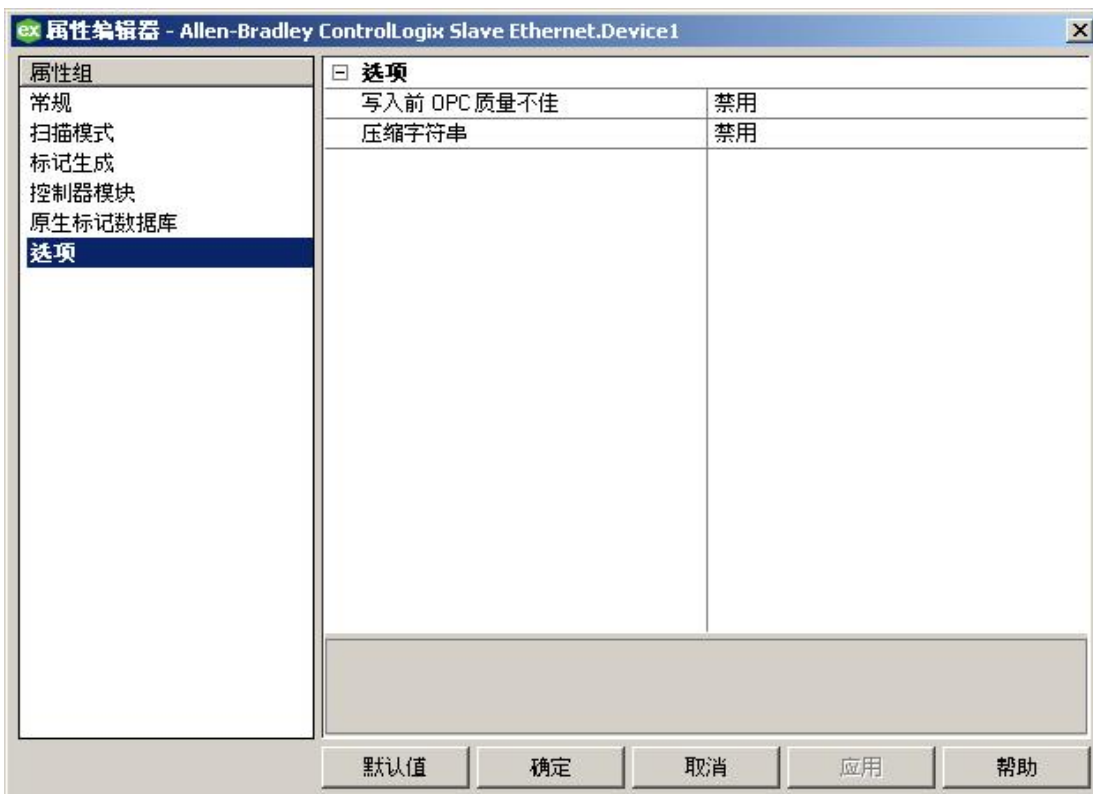 ex 属性编辑器 - Allen-Bradley ControlLogix Slave Ethernet.Device1
属性组
常规
扫描模式
标记生成
控制器模块
原生标记数据库
选项
选项
写入前 OPC 质量不佳 禁用
压缩字符串 禁用
默认值 确定 取消 应用 帮助